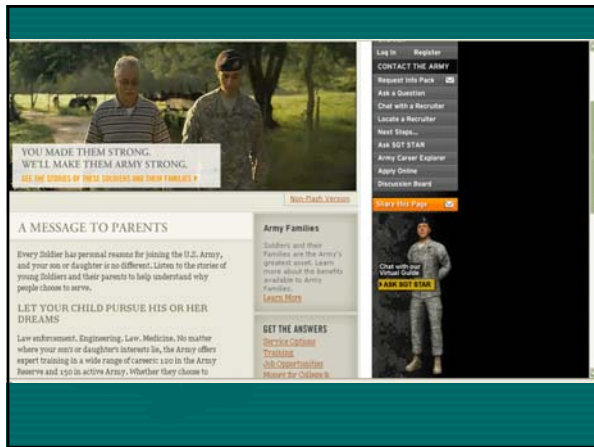 Log In Register
CONTACT THE ARMY
Request Info Pack
Ask a Question
Chat with a Recruiter
Locate a Recruiter
Next Steps...
Ask SGT STAR
Army Career Explorer
Apply Online
Discussion Board
Share this Page
YOU MADE THEM STRONG.
WE'LL MAKE THEM ARMY STRONG.
SEE THE STORIES OF THESE SOLDIERS AND THEIR FAMILIES
Non-Flash Version
A MESSAGE TO PARENTS
Every Soldier has personal reasons for joining the U.S. Army,
and your son or daughter is no different. Listen to the stories of
young Soldiers and their parents to help understand why
people choose to serve.
LET YOUR CHILD PURSUE HIS OR HER
DREAMS
Law enforcement. Engineering. Law. Medicine. No matter
where your son's or daughter's interests lie, the Army offers
expert training in a wide range of careers: 120 in the Army
Reserve and 150 in active Army. Whether they choose to
Army Families
Soldiers and their
Families are the Army's
greatest asset. Learn
more about the benefits
available to Army
Families.
Learn More
GET THE ANSWERS
Service Options
Training
Job Opportunities
Money for College &
Chat with our
Virtual Guide
ASK SGT STAR